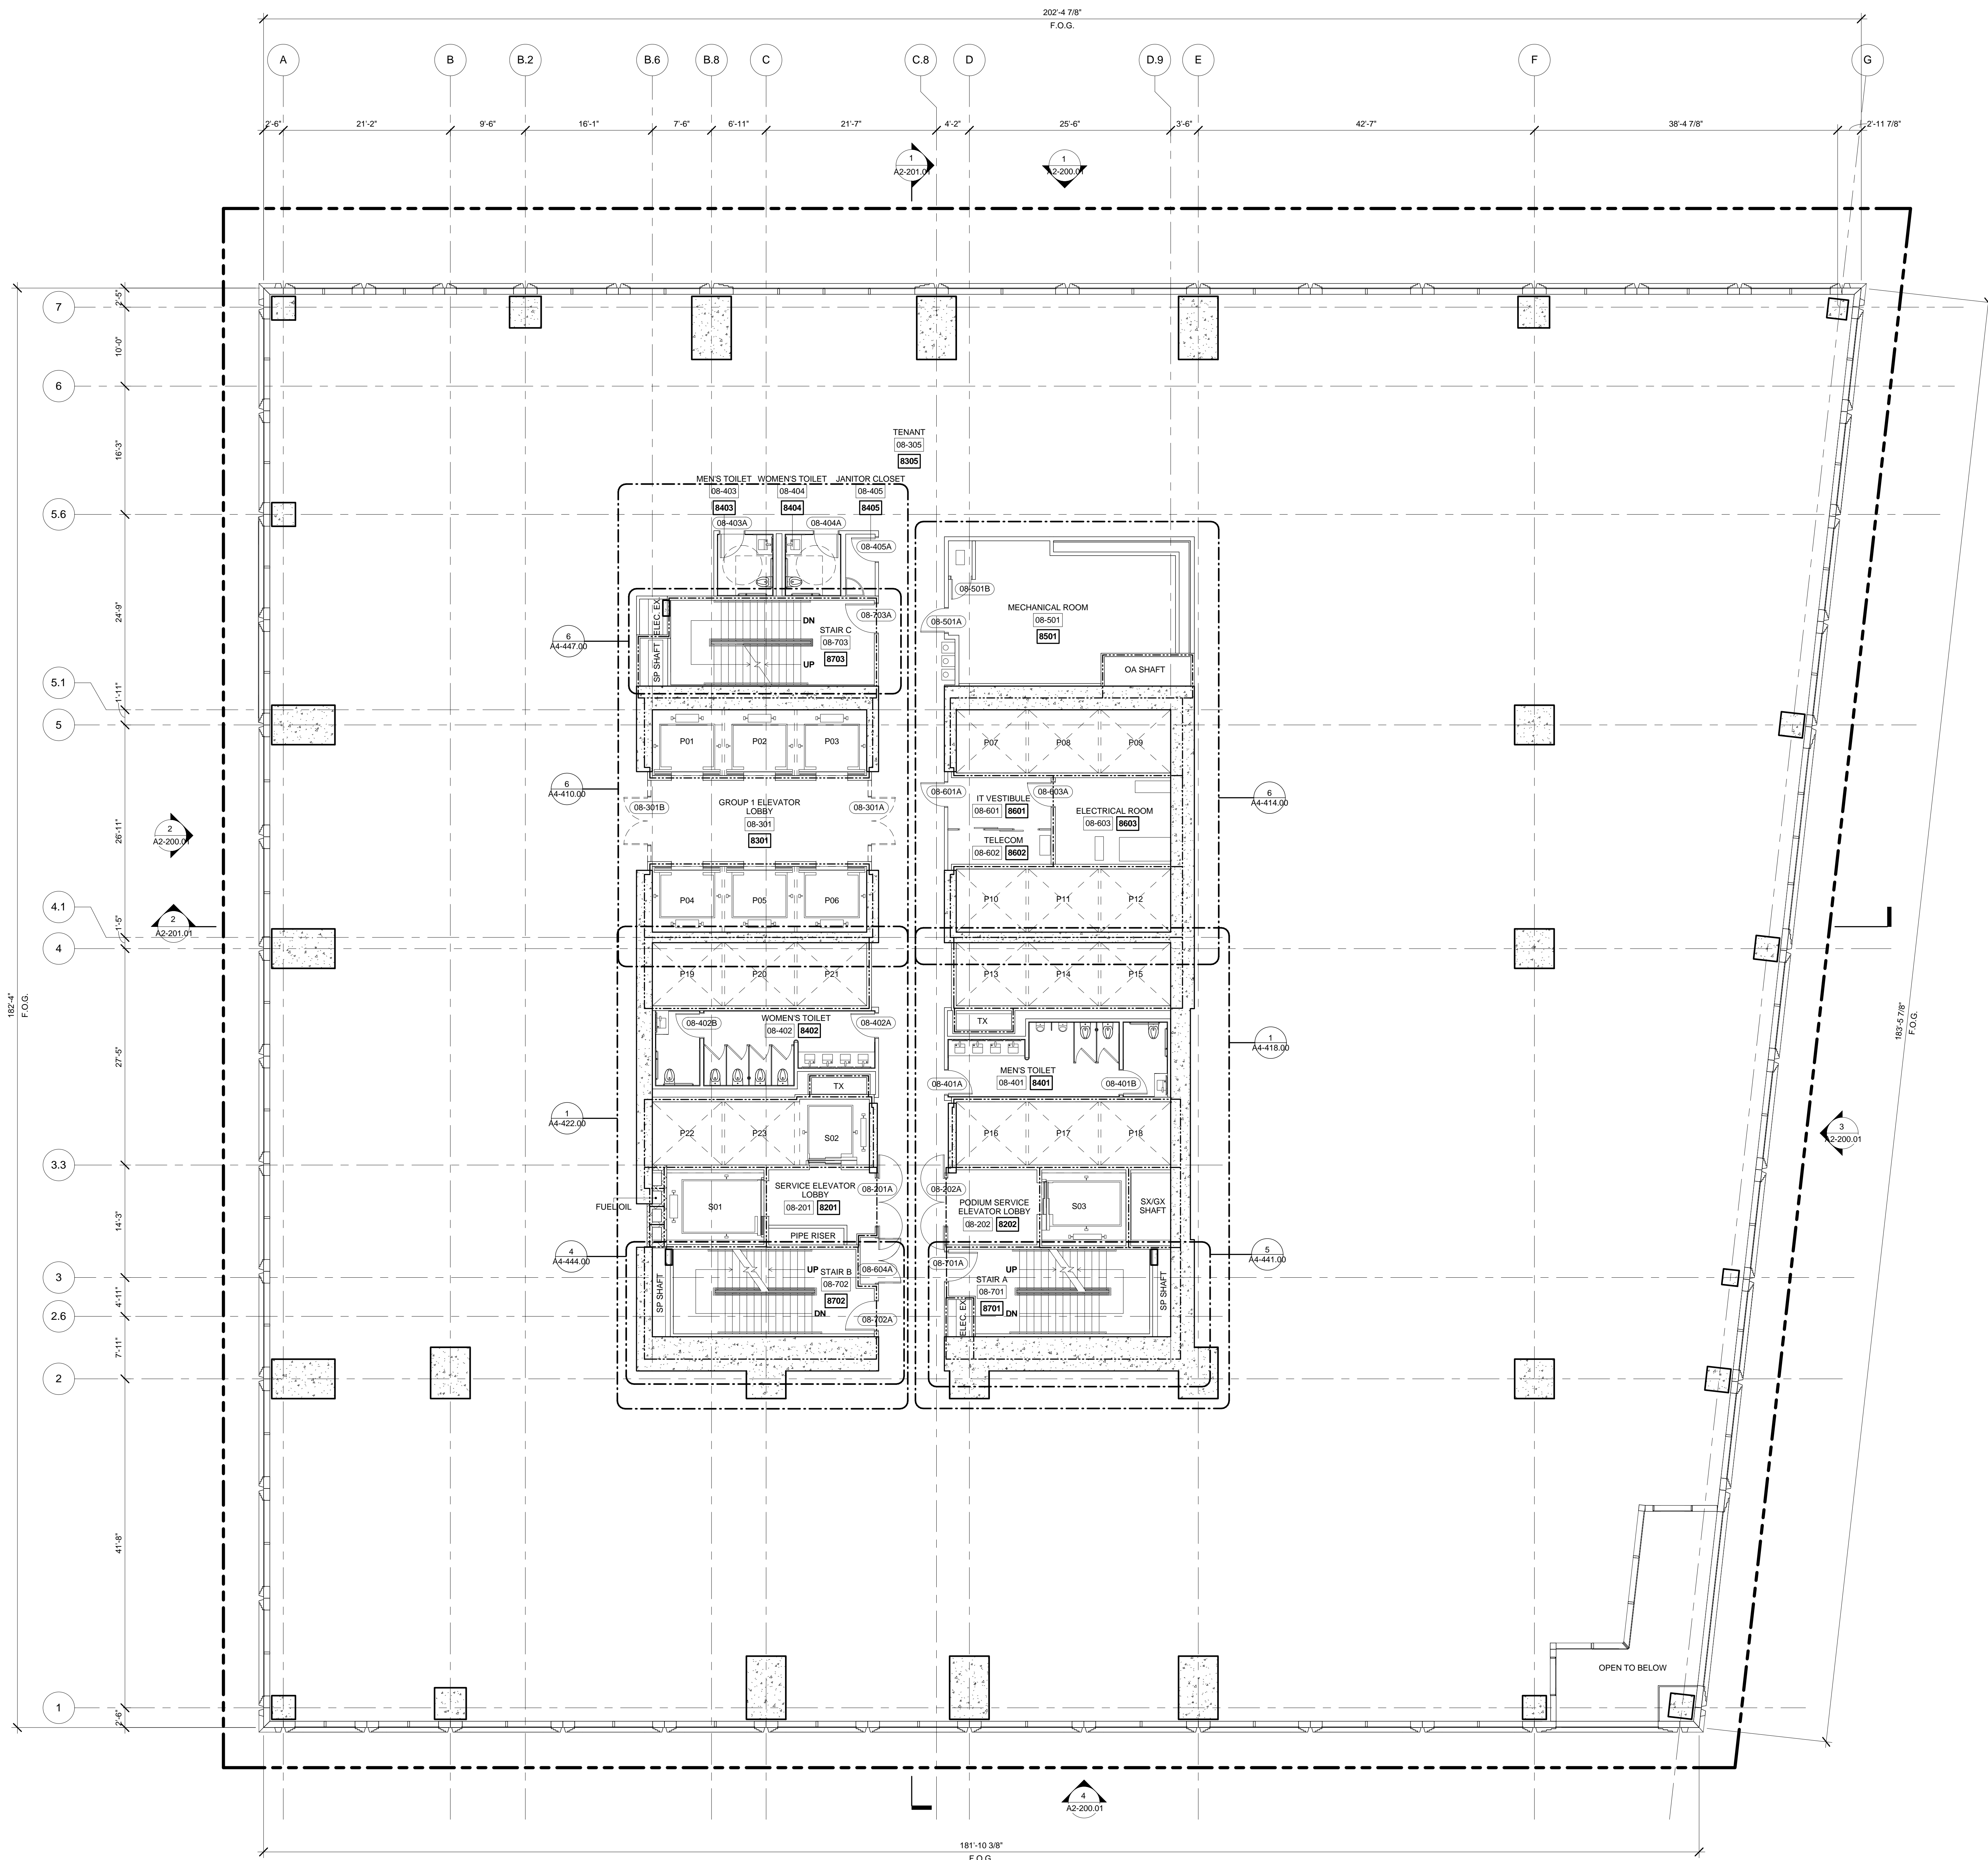 202'-4 7/8"
F.O.G.
A
B
B.2
B.6
B.8
C
C.8
D
D.9
E
F
G
2'-6"
21'-2"
9'-6"
16'-1"
7'-6"
6'-11"
21'-7"
4'-2"
25'-6"
3'-6"
42'-7"
38'-4 7/8"
2'-11 7/8"
1
A2-201.01
1
A2-200.01
7
6
5.6
5.1
5
4.1
4
3.3
3
2.6
2
1
2'-5"
10'-0"
16'-3"
24'-9"
1'-11"
26'-11"
1'-5"
27'-5"
14'-3"
4'-11"
7'-11"
41'-8"
2'-6"
182'-4"
F.O.G.
2
A2-200.01
2
A2-201.01
TENANT
08-305
8305
MEN'S TOILET
08-403
8403
WOMEN'S TOILET
08-404
8404
JANITOR CLOSET
08-405
8405
08-403A
08-404A
08-405A
6
A4-447.00
ELEC. EX.
SP SHAFT
DN
STAIR C
08-703
8703
UP
08-703A
08-501B
08-501A
MECHANICAL ROOM
08-501
8501
OA SHAFT
P01
P02
P03
P07
P08
P09
6
A4-410.00
08-301B
GROUP 1 ELEVATOR
LOBBY
08-301
8301
08-301A
08-601A
08-603A
IT VESTIBULE
08-601
8601
ELECTRICAL ROOM
08-603
8603
TELECOM
08-602
8602
6
A4-414.00
P04
P05
P06
P10
P11
P12
P19
P20
P21
P13
P14
P15
08-402B
WOMEN'S TOILET
08-402
8402
08-402A
TX
TX
08-401A
MEN'S TOILET
08-401
8401
08-401B
1
A4-418.00
1
A4-422.00
P22
P23
S02
P16
P17
P18
FUEL OIL
S01
SERVICE ELEVATOR
LOBBY
08-201
8201
08-201A
PIPE RISER
08-202A
PODIUM SERVICE
ELEVATOR LOBBY
08-202
8202
S03
SX/GX
SHAFT
4
A4-444.00
SP SHAFT
UP
STAIR B
08-702
8702
DN
08-604A
08-702A
08-701A
STAIR A
08-701
8701
ELEC. EX.
UP
DN
SP SHAFT
5
A4-441.00
3
A2-200.01
183'-5 7/8"
F.O.G.
OPEN TO BELOW
4
A2-200.01
181'-10 3/8"
F.O.G.